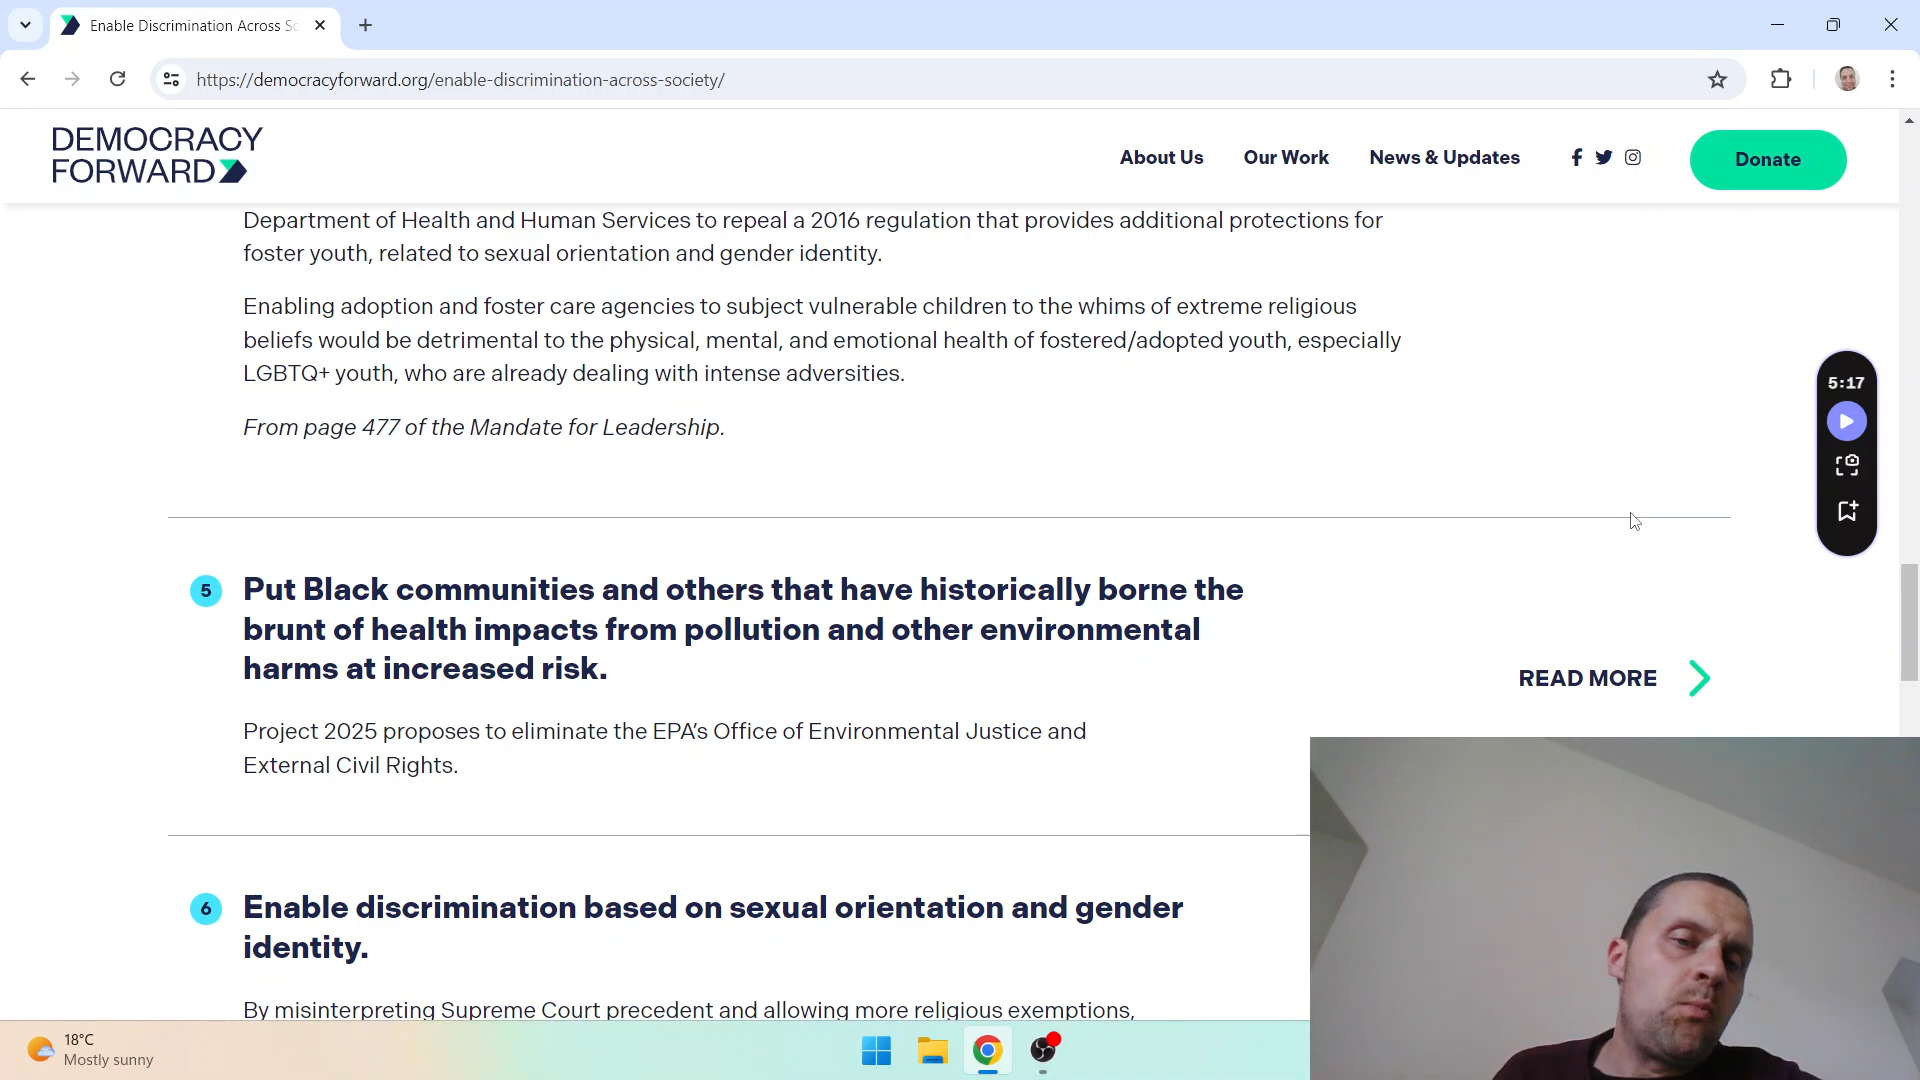 Enable Discrimination Across So
https://democracyforward.org/enable-discrimination-across-society/
DEMOCRACY
FORWARD
About Us
Our Work
News & Updates
Donate
Department of Health and Human Services to repeal a 2016 regulation that provides additional protections for
foster youth, related to sexual orientation and gender identity.
Enabling adoption and foster care agencies to subject vulnerable children to the whims of extreme religious
beliefs would be detrimental to the physical, mental, and emotional health of fostered/adopted youth, especially
LGBTQ+ youth, who are already dealing with intense adversities.
From page 477 of the Mandate for Leadership.
5:17
5 Put Black communities and others that have historically borne the
brunt of health impacts from pollution and other environmental
harms at increased risk.
READ MORE
Project 2025 proposes to eliminate the EPA’s Office of Environmental Justice and
External Civil Rights.
6 Enable discrimination based on sexual orientation and gender
identity.
By misinterpreting Supreme Court precedent and allowing more religious exemptions,
18°C
Mostly sunny